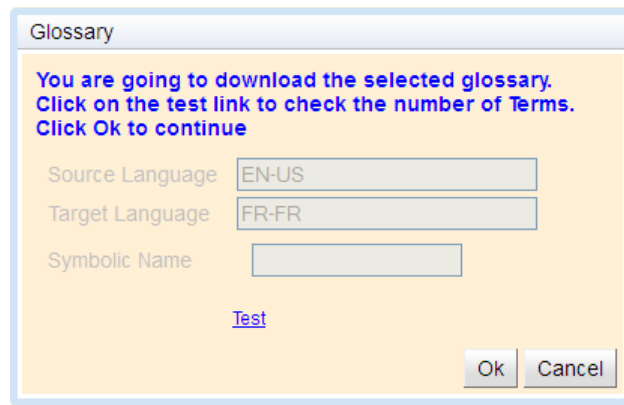 Glossary
You are going to download the selected glossary.
Click on the test link to check the number of Terms.
Click Ok to continue
Source Language EN-US
Target Language FR-FR
Symbolic Name
Test
Ok Cancel